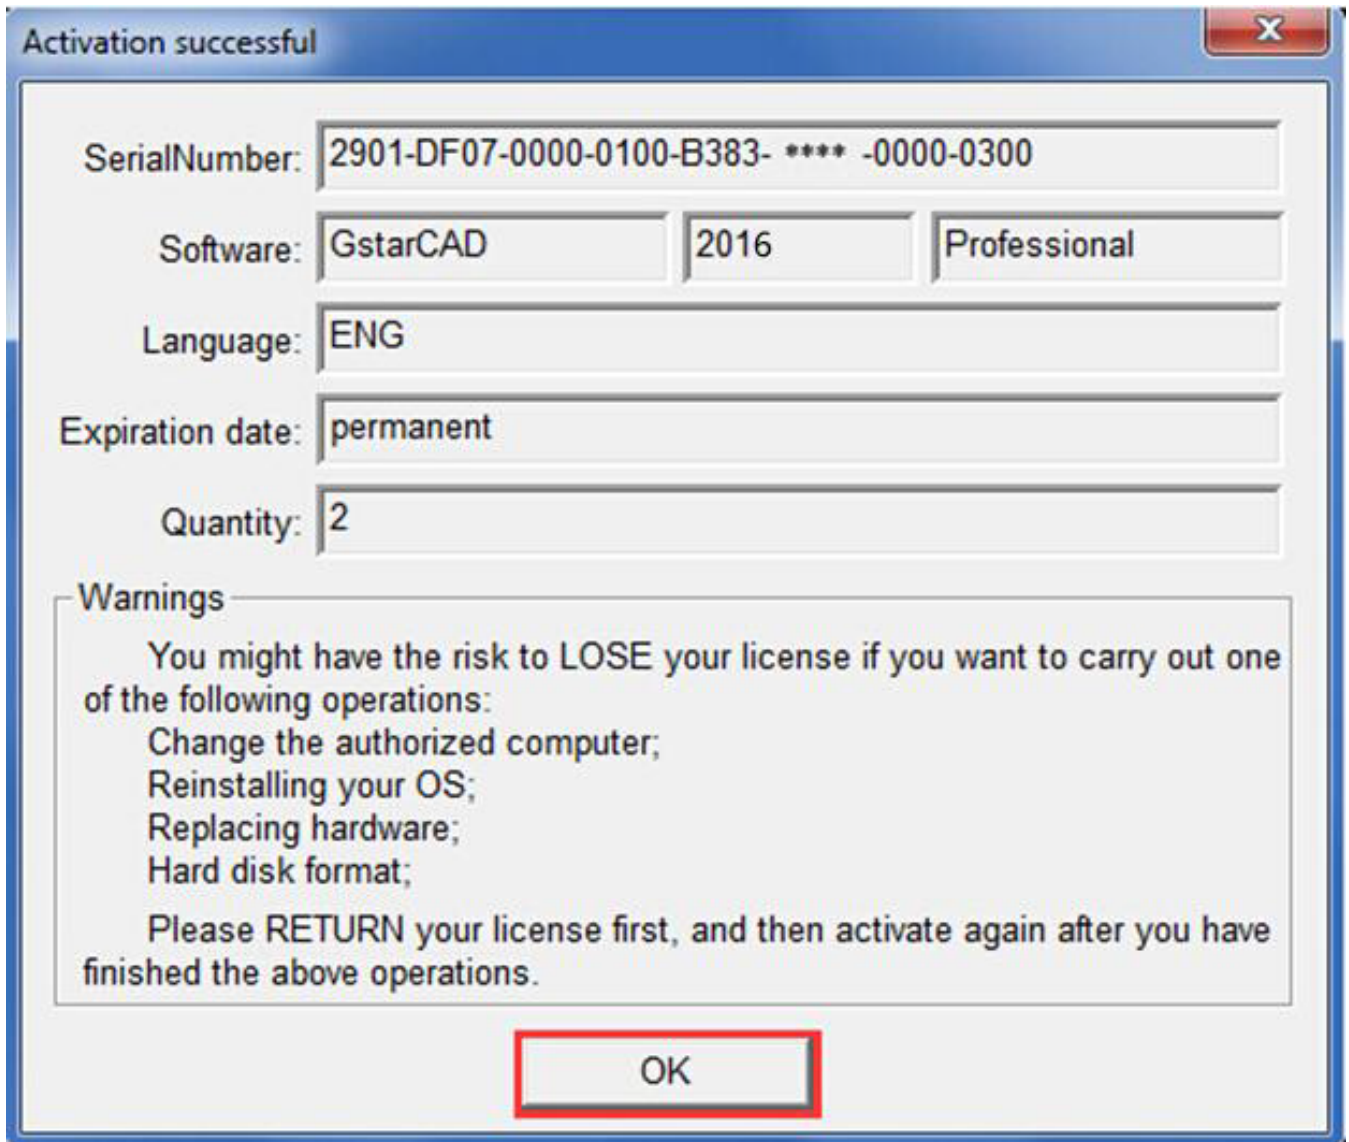 Activation successful
SerialNumber: 2901-DF07-0000-0100-B383- **** -0000-0300
Software: GstarCAD 2016 Professional
Language: ENG
Expiration date: permanent
Quantity: 2
Warnings
You might have the risk to LOSE your license if you want to carry out one
of the following operations:
Change the authorized computer;
Reinstalling your OS;
Replacing hardware;
Hard disk format;
Please RETURN your license first, and then activate again after you have
finished the above operations.
OK